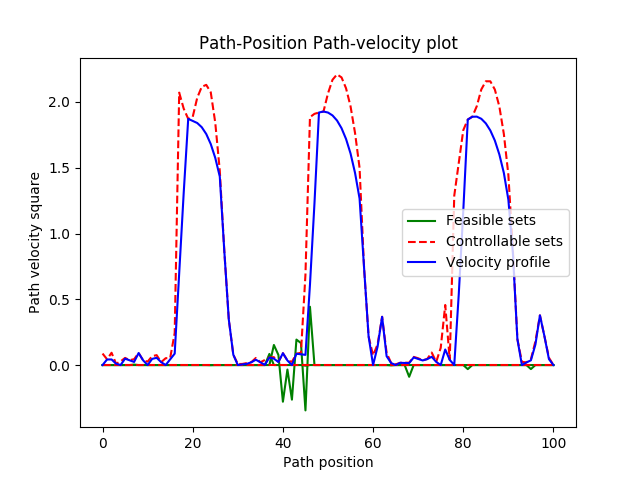 Path-Position Path-velocity plot
Path velocity square
2.0
1.5
1.0
0.5
0.0
Feasible sets
Controllable sets
Velocity profile
0
20
40
60
80
100
Path position